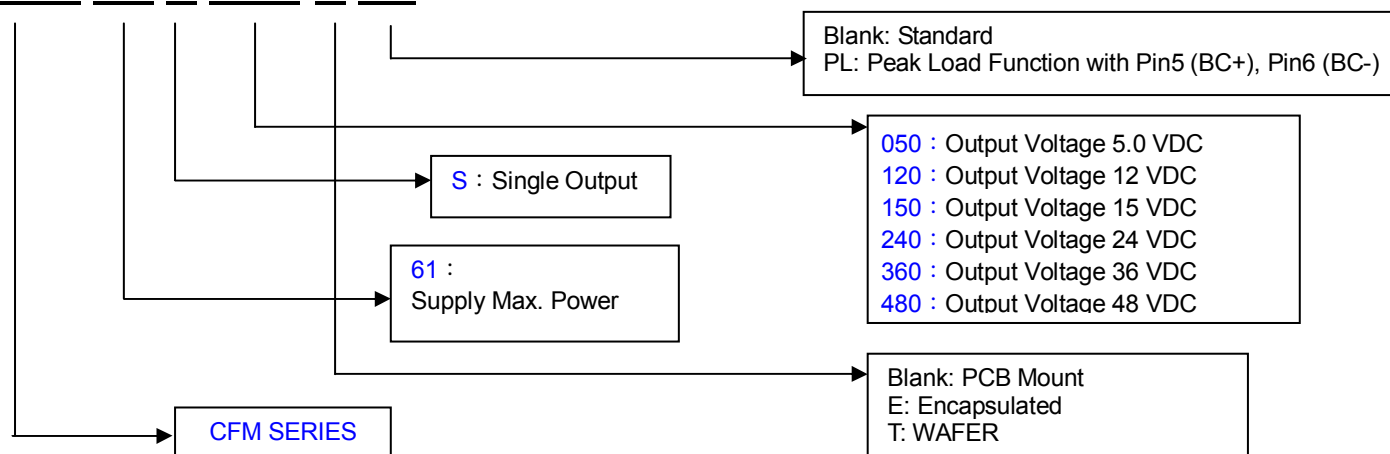 Blank: Standard
PL: Peak Load Function with Pin5 (BC+), Pin6 (BC-)
050：Output Voltage 5.0 VDC
120：Output Voltage 12 VDC
150：Output Voltage 15 VDC
240：Output Voltage 24 VDC
360：Output Voltage 36 VDC
480：Output Voltage 48 VDC
S：Single Output
61：
Supply Max. Power
Blank: PCB Mount
E: Encapsulated
T: WAFER
CFM SERIES